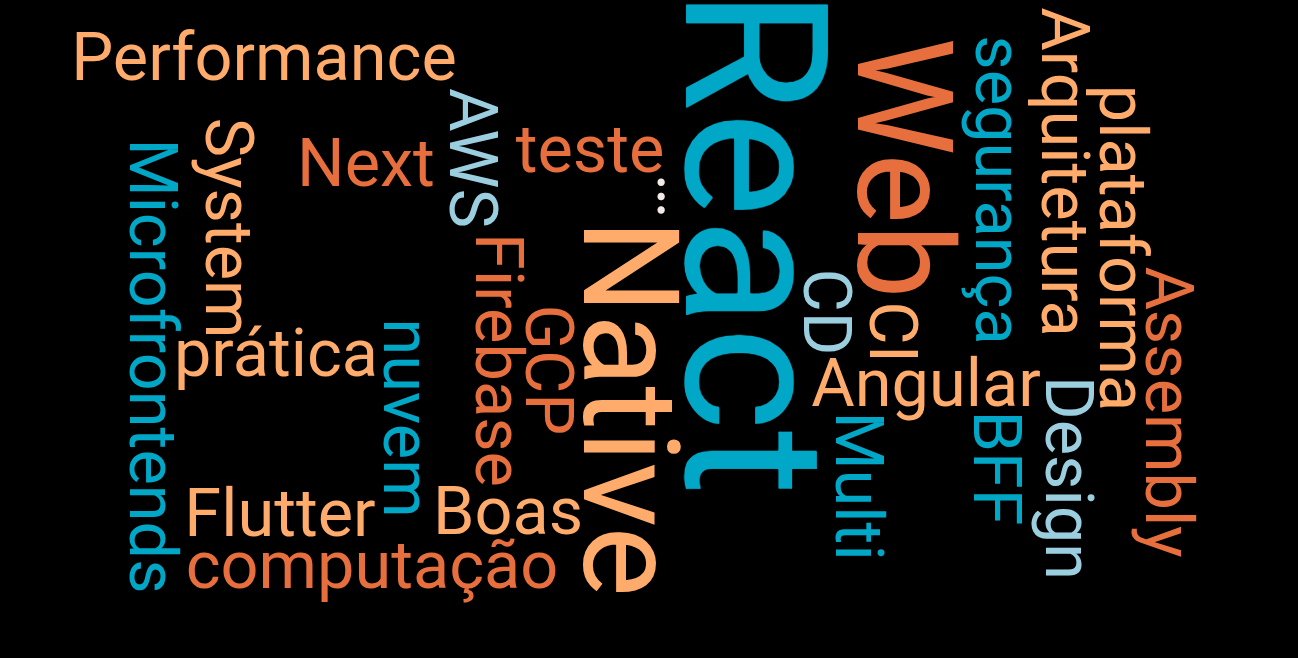 Performance
React
Web
segurança
Arquitetura
plataforma
AWS
System
Next
teste
...
Microfrontends
Native
Firebase
GCP
CD
CI
Assembly
prática
nuvem
Angular
Design
Multi
BFF
Flutter
Boas
computação